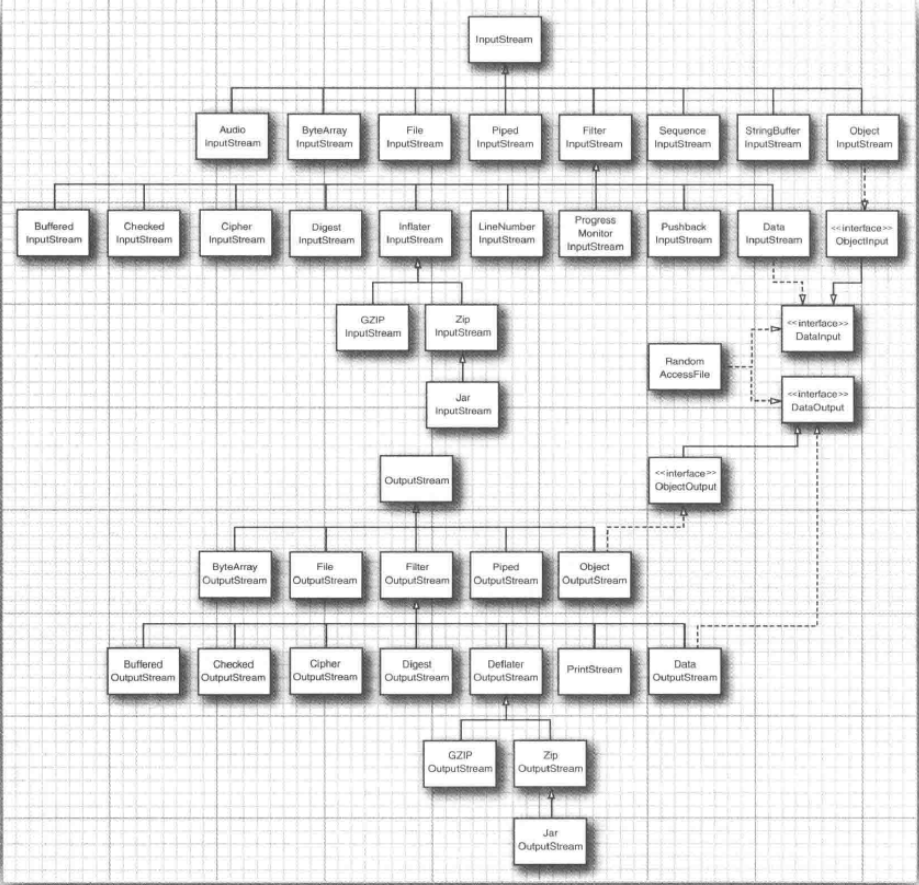 InputStream
Audio
InputStream
ByteArray
InputStream
File
InputStream
Piped
InputStream
Filter
InputStream
Sequence
InputStream
StringBuffer
InputStream
Object
InputStream
Buffered
InputStream
Checked
InputStream
Cipher
InputStream
Digest
InputStream
Inflater
InputStream
LineNumber
InputStream
Progress
Monitor
InputStream
Pushback
InputStream
Data
InputStream
<<interface>>
ObjectInput
GZIP
InputStream
Zip
InputStream
<<interface>>
DataInput
Random
AccessFile
Jar
InputStream
<<interface>>
DataOutput
OutputStream
<<interface>>
ObjectOutput
ByteArray
OutputStream
File
OutputStream
Filter
OutputStream
Piped
OutputStream
Object
OutputStream
Buffered
OutputStream
Checked
OutputStream
Cipher
OutputStream
Digest
OutputStream
Deflater
OutputStream
PrintStream
Data
OutputStream
GZIP
OutputStream
Zip
OutputStream
Jar
OutputStream